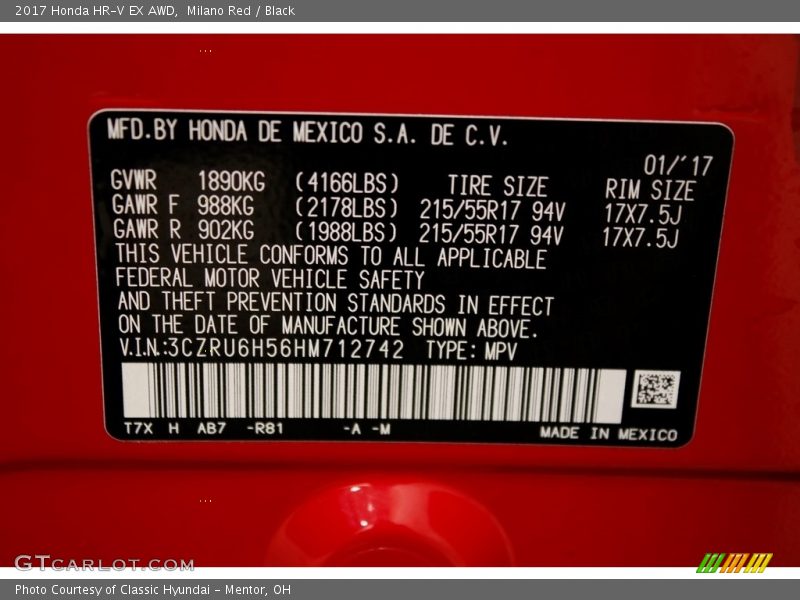 2017 Honda HR-V EX AWD,  Milano Red / Black
MFD.BY HONDA DE MEXICO S.A. DE C.V.
01/'17
GVWR 1890KG (4166LBS) TIRE SIZE RIM SIZE
GAWR F 988KG (2178LBS) 215/55R17 94V 17X7.5J
GAWR R 902KG (1988LBS) 215/55R17 94V 17X7.5J
THIS VEHICLE CONFORMS TO ALL APPLICABLE
FEDERAL MOTOR VEHICLE SAFETY
AND THEFT PREVENTION STANDARDS IN EFFECT
ON THE DATE OF MANUFACTURE SHOWN ABOVE.
V.I.N:3CZRU6H56HM712742 TYPE: MPV
T7X H AB7 -R81 -A -M MADE IN MEXICO
GTCARLOT.COM
Photo Courtesy of Classic Hyundai - Mentor, OH